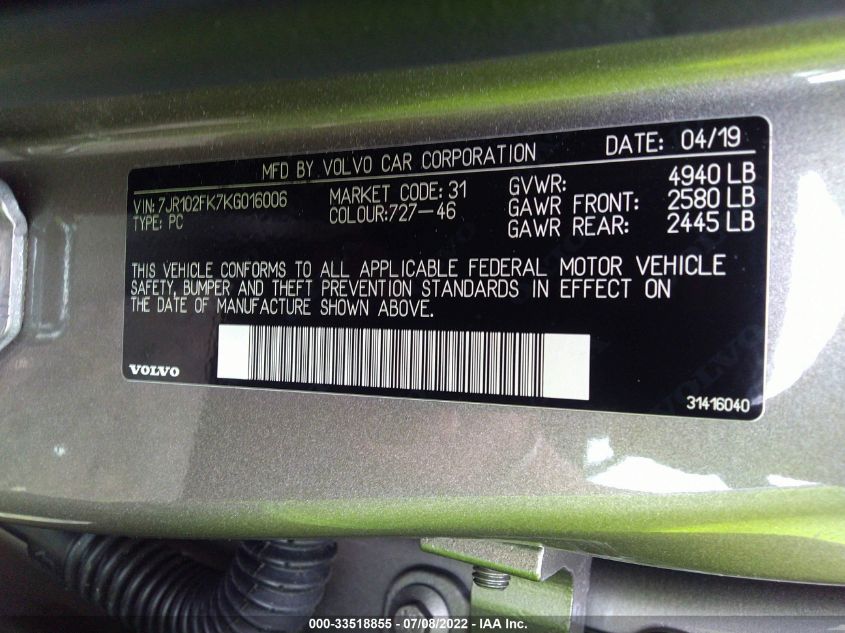 MFD BY VOLVO CAR CORPORATION DATE: 04/19
VIN: 7JR102FK7KG016006 MARKET CODE: 31 GVWR: 4940 LB
TYPE: PC COLOUR:727-46 GAWR FRONT: 2580 LB
GAWR REAR: 2445 LB
THIS VEHICLE CONFORMS TO ALL APPLICABLE FEDERAL MOTOR VEHICLE
SAFETY, BUMPER AND THEFT PREVENTION STANDARDS IN EFFECT ON
THE DATE OF MANUFACTURE SHOWN ABOVE.
VOLVO
31416040
000-33518855 - 07/08/2022 - IAA Inc.